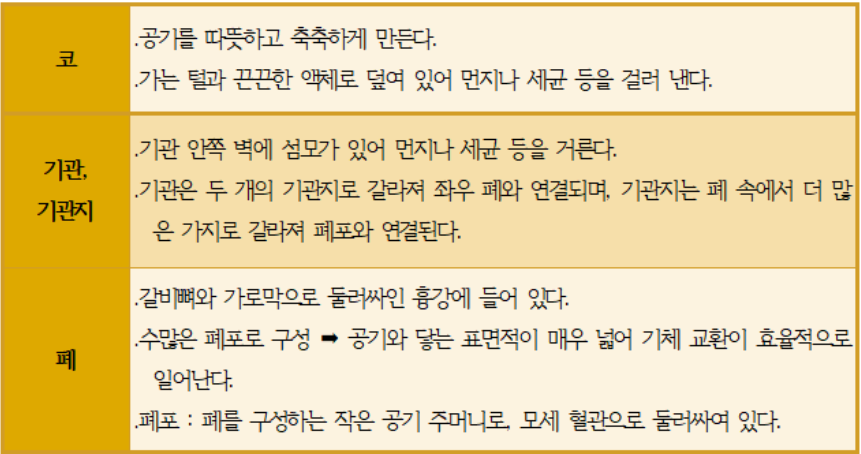 코
.공기를 따뜻하고 축축하게 만든다.
.가는 털과 끈끈한 액체로 덮여 있어 먼지나 세균 등을 걸러 낸다.
기관,
기관지
.기관 안쪽 벽에 섬모가 있어 먼지나 세균 등을 거른다.
.기관은 두 개의 기관지로 갈라져 좌우 폐와 연결되며, 기관지는 폐 속에서 더 많
은 가지로 갈라져 폐포와 연결된다.
폐
.갈비뼈와 가로막으로 둘러싸인 흉강에 들어 있다.
.수많은 폐포로 구성 ➡ 공기와 닿는 표면적이 매우 넓어 기체 교환이 효율적으로
일어난다.
.폐포 : 폐를 구성하는 작은 공기 주머니로, 모세 혈관으로 둘러싸여 있다.